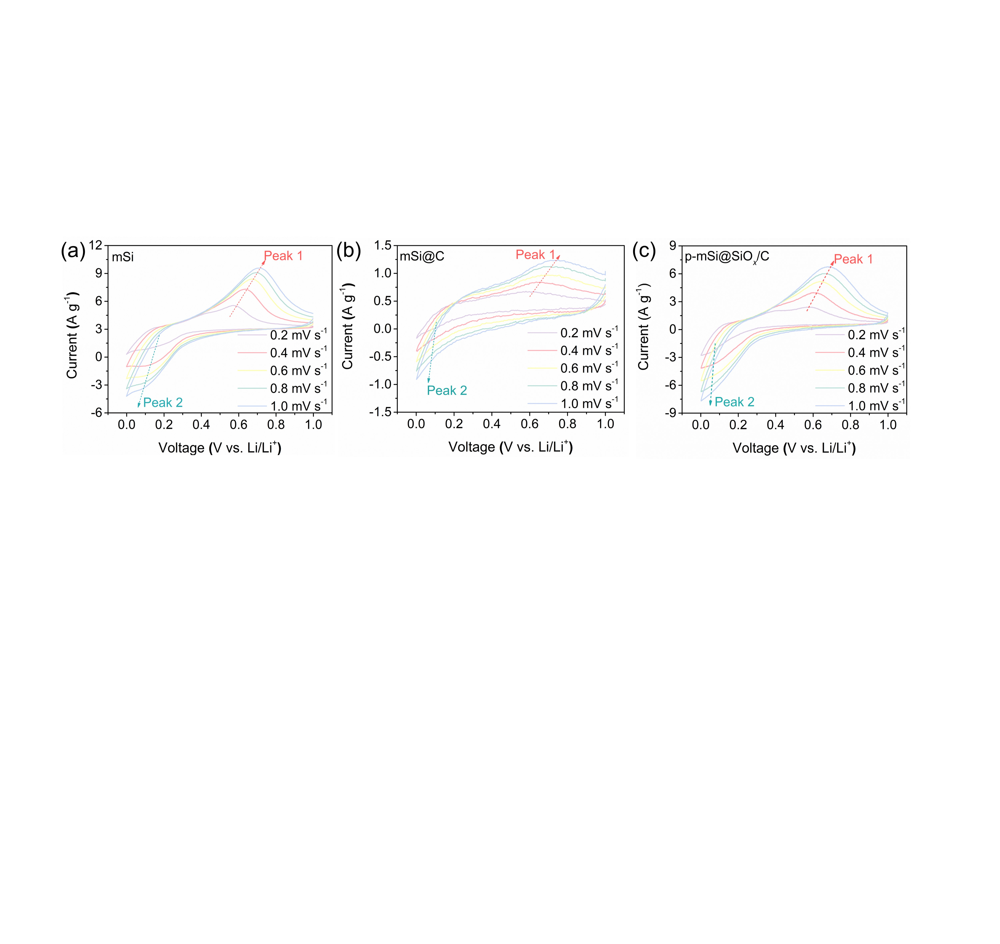 (a)
mSi
Peak 1
Peak 2
12
9
6
3
0
-3
-6
Current (A g⁻¹)
0.2 mV s⁻¹
0.4 mV s⁻¹
0.6 mV s⁻¹
0.8 mV s⁻¹
1.0 mV s⁻¹
0.0 0.2 0.4 0.6 0.8 1.0
Voltage (V vs. Li/Li⁺)
(b)
mSi@C
Peak 1
Peak 2
1.5
1.0
0.5
0.0
-0.5
-1.0
-1.5
Current (A g⁻¹)
0.2 mV s⁻¹
0.4 mV s⁻¹
0.6 mV s⁻¹
0.8 mV s⁻¹
1.0 mV s⁻¹
0.0 0.2 0.4 0.6 0.8 1.0
Voltage (V vs. Li/Li⁺)
(c)
p-mSi@SiOₓ/C
Peak 1
Peak 2
9
6
3
0
-3
-6
-9
Current (A g⁻¹)
0.2 mV s⁻¹
0.4 mV s⁻¹
0.6 mV s⁻¹
0.8 mV s⁻¹
1.0 mV s⁻¹
0.0 0.2 0.4 0.6 0.8 1.0
Voltage (V vs. Li/Li⁺)